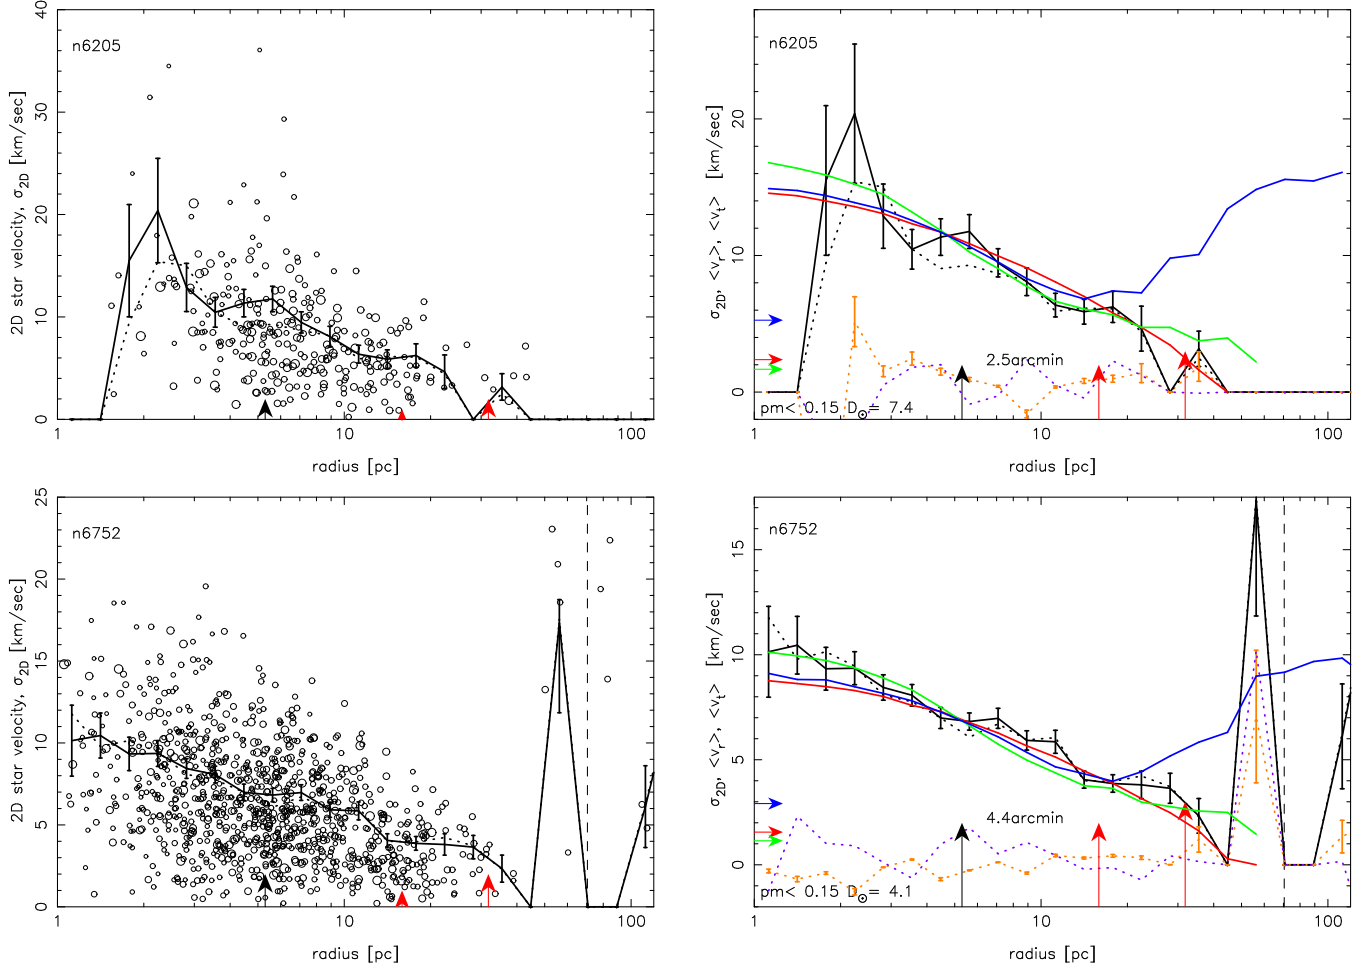 n6205
2D star velocity, σ2D [km/sec]
40
30
20
10
0
1
10
100
radius [pc]
n6205
σ2D, <vr>, <vt> [km/sec]
20
10
0
2.5arcmin
pm< 0.15 D⊙= 7.4
1
10
100
radius [pc]
n6752
2D star velocity, σ2D [km/sec]
25
20
15
10
5
0
1
10
100
radius [pc]
n6752
σ2D, <vr>, <vt> [km/sec]
15
10
5
0
4.4arcmin
pm< 0.15 D⊙= 4.1
1
10
100
radius [pc]